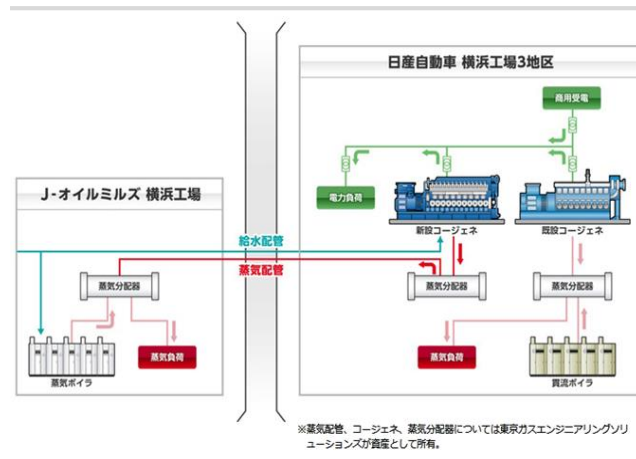 日産自動車 横浜工場3地区
商用受電
J-オイルミルズ 横浜工場
電力負荷
新設コージェネ
既設コージェネ
給水配管
蒸気配管
蒸気分配器
蒸気分配器
蒸気分配器
蒸気ボイラ
蒸気負荷
蒸気負荷
貫流ボイラ
※蒸気配管、コージェネ、蒸気分配器については東京ガスエンジニアリングソリ
ューションズが資産として所有。